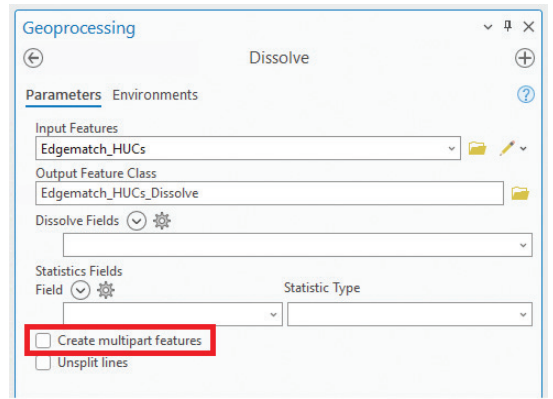 Geoprocessing
Dissolve
Parameters Environments
Input Features
Edgematch_HUCs
Output Feature Class
Edgematch_HUCs_Dissolve
Dissolve Fields
Statistics Fields
Field Statistic Type
Create multipart features
Unsplit lines